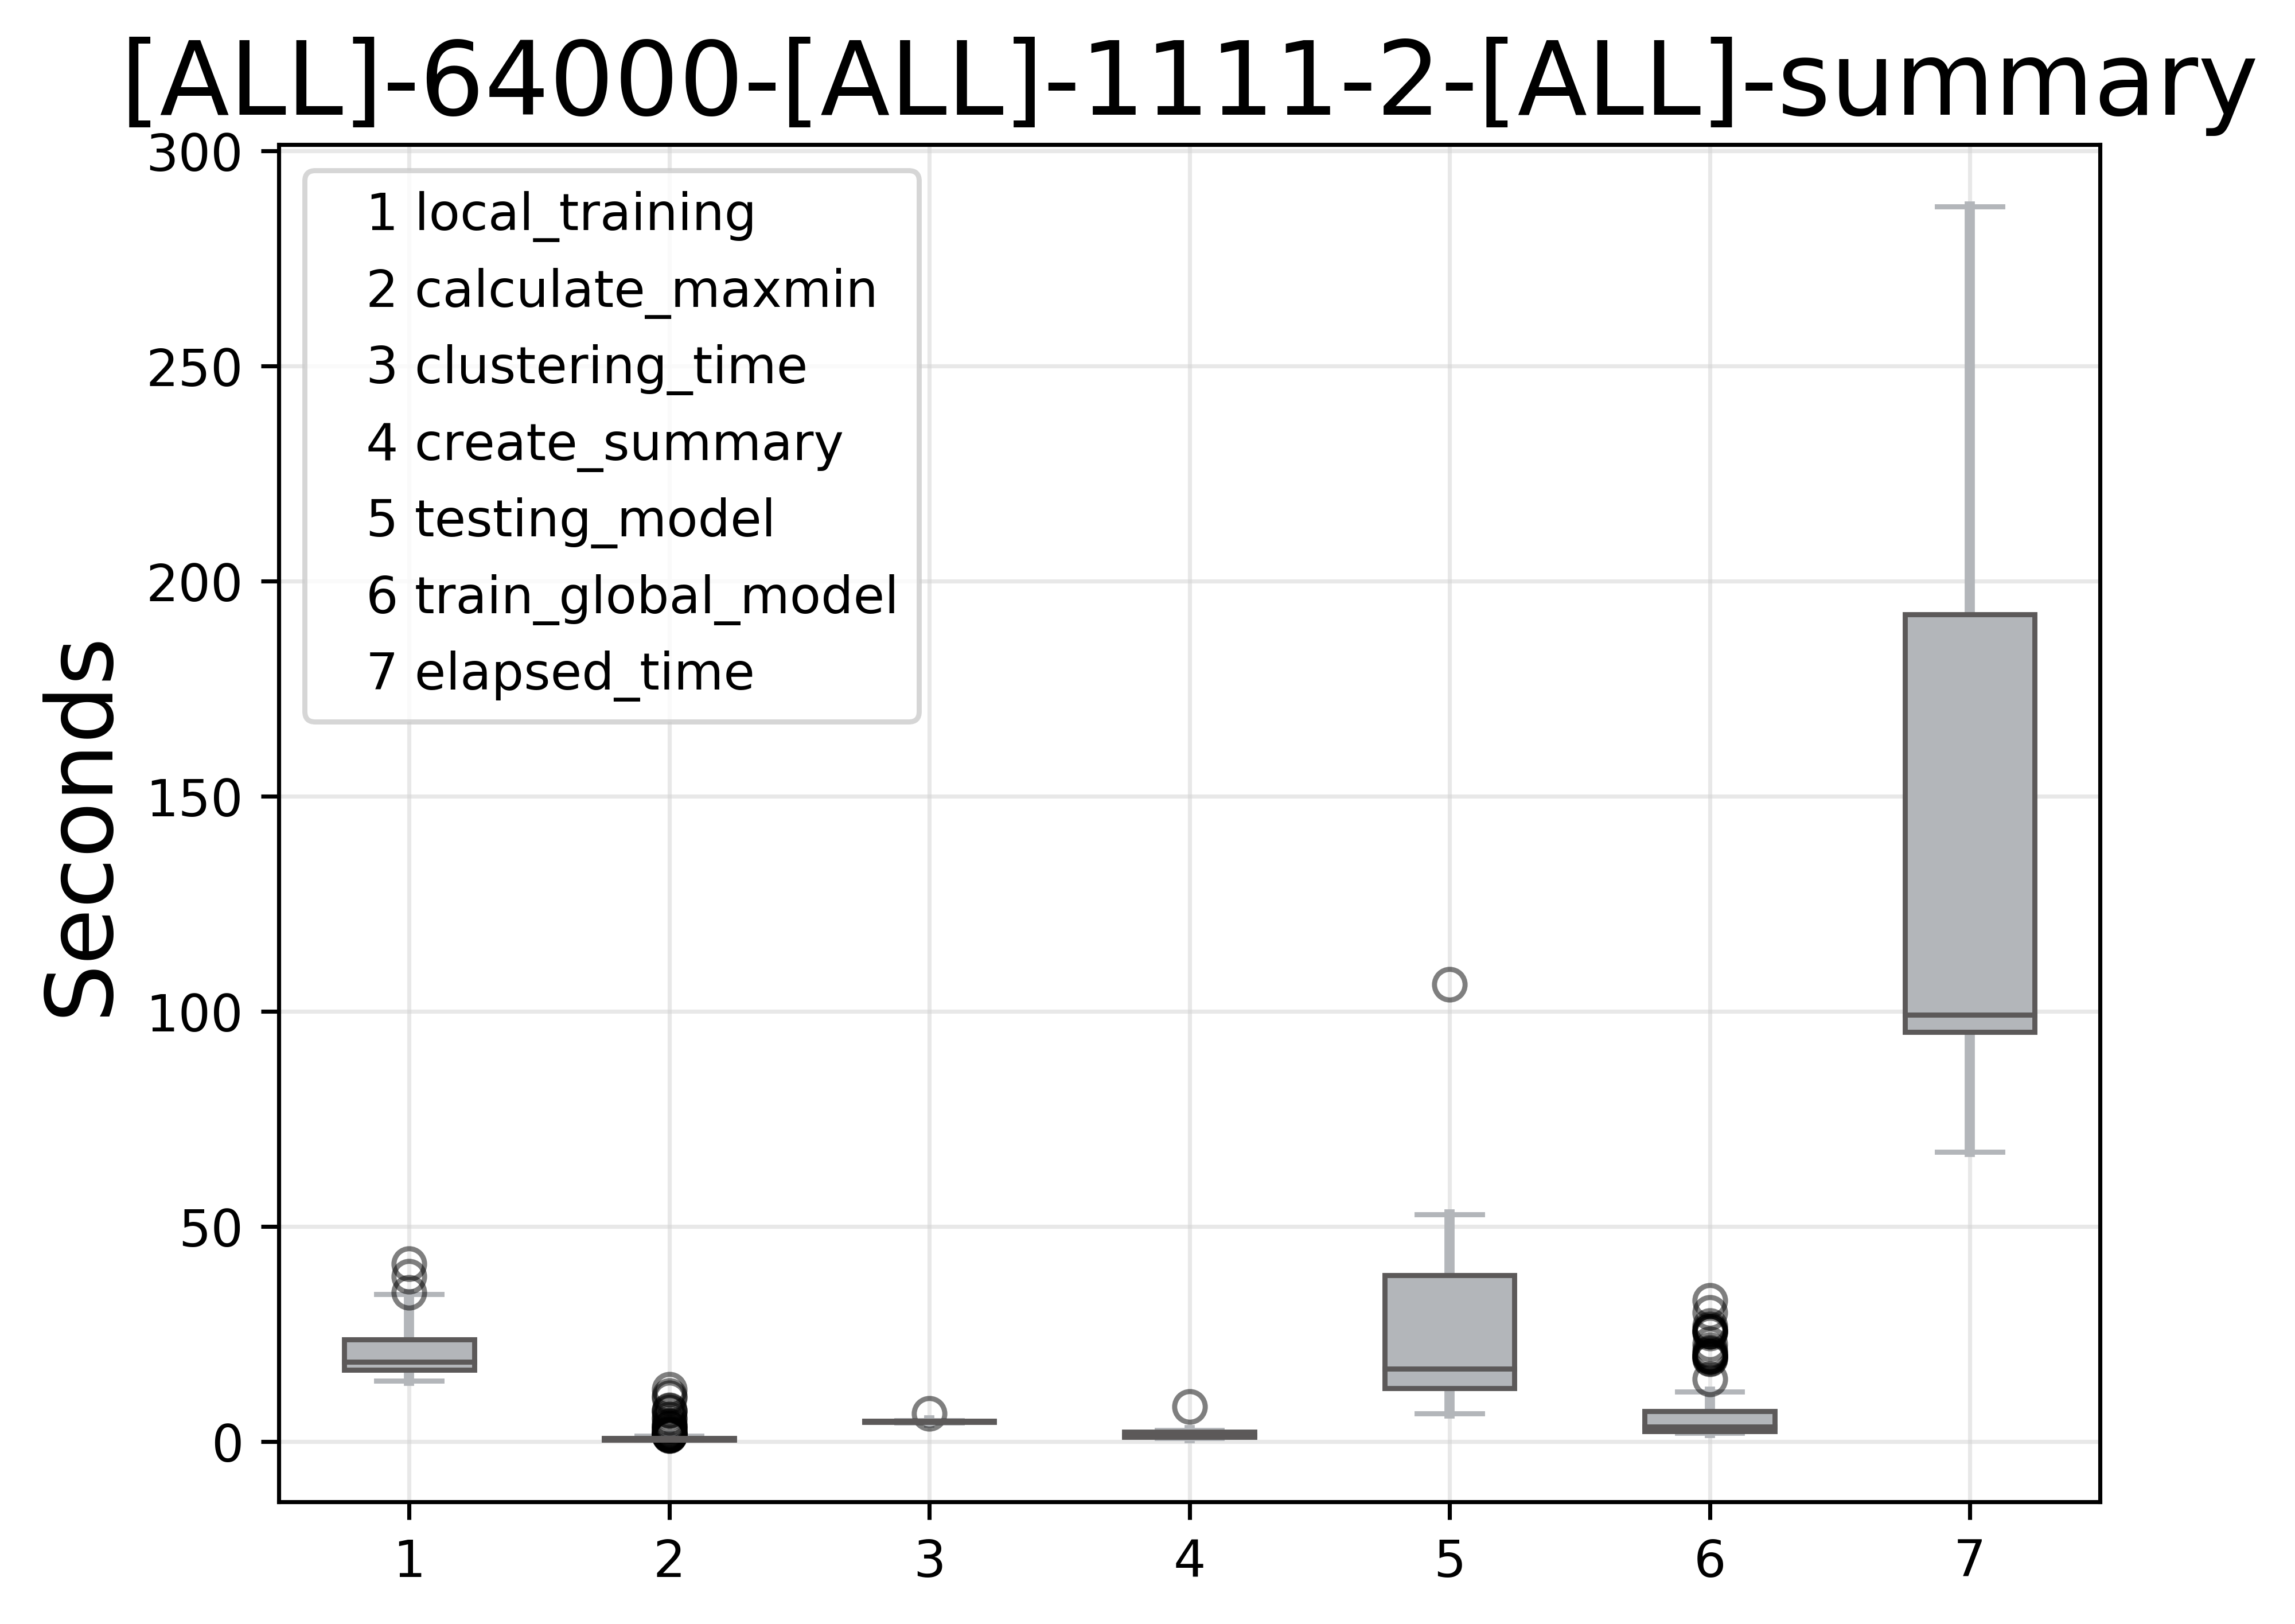 [ALL]-64000-[ALL]-1111-2-[ALL]-summary
300
250
200
150
100
50
0
Seconds
1 local_training
2 calculate_maxmin
3 clustering_time
4 create_summary
5 testing_model
6 train_global_model
7 elapsed_time
1 2 3 4 5 6 7